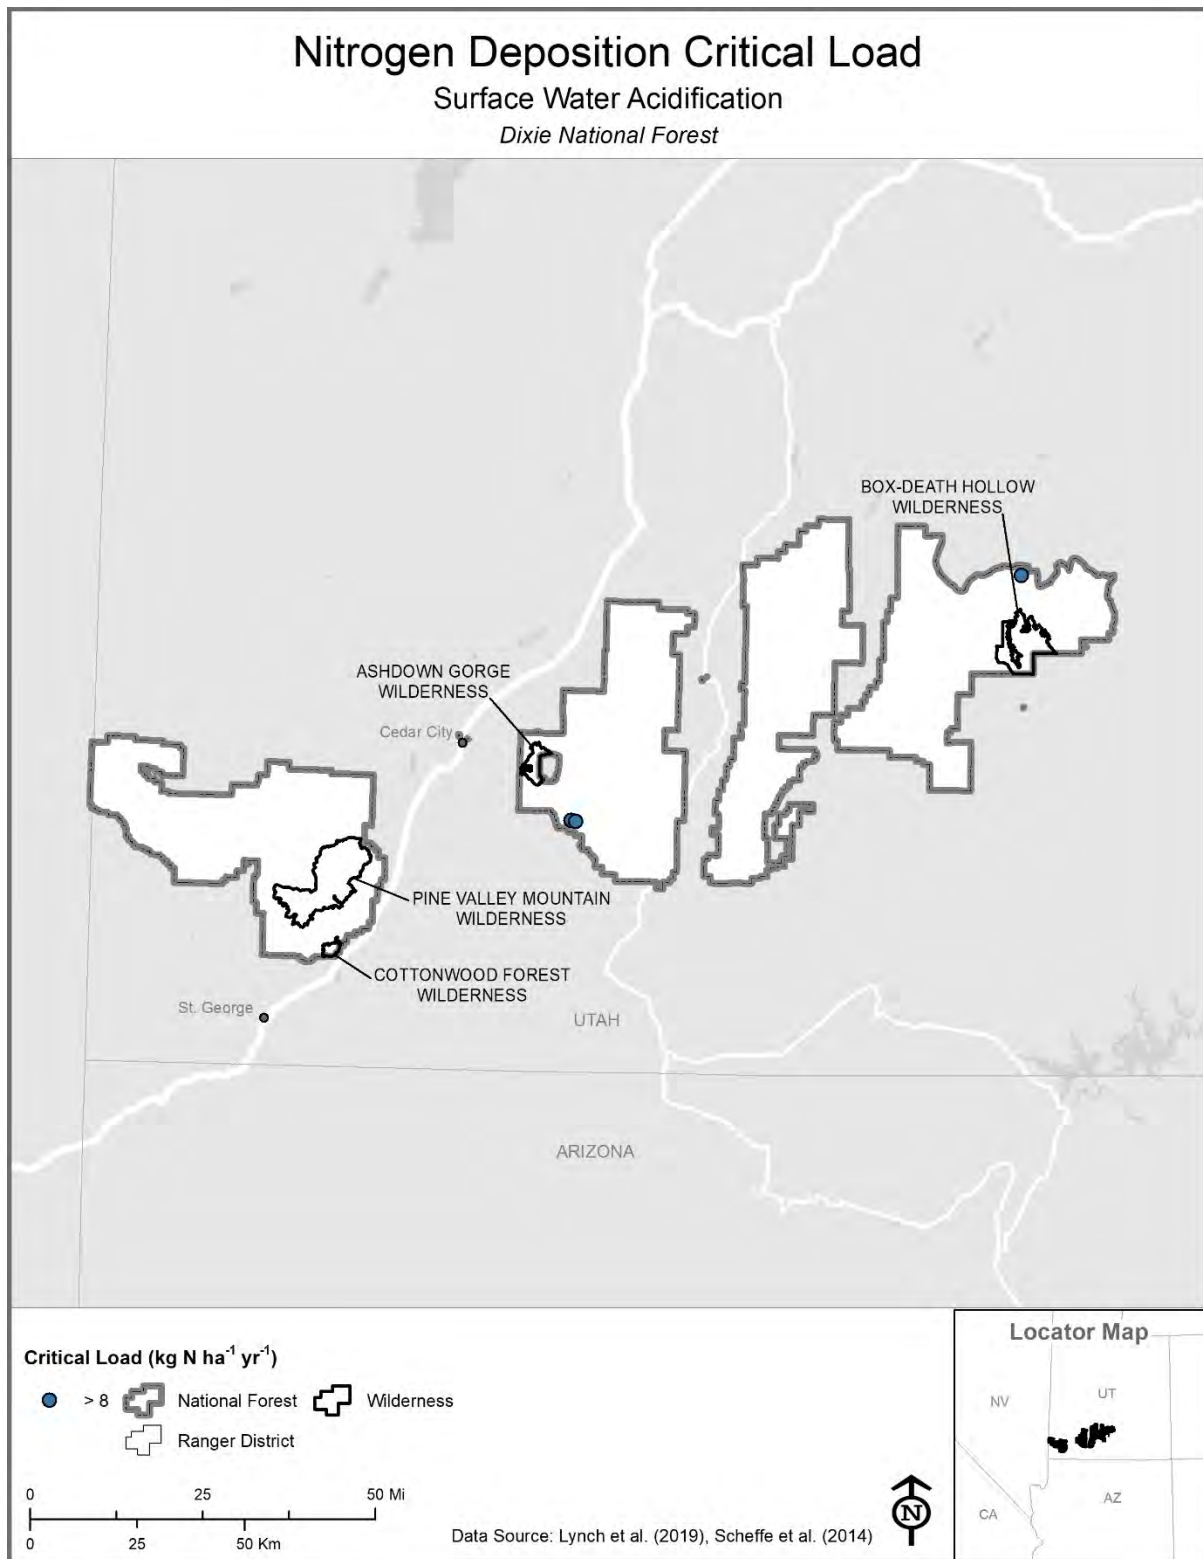 Nitrogen Deposition Critical Load
Surface Water Acidification
Dixie National Forest
BOX-DEATH HOLLOW
WILDERNESS
ASHDOWN GORGE
WILDERNESS
Cedar City
PINE VALLEY MOUNTAIN
WILDERNESS
COTTONWOOD FOREST
WILDERNESS
St. George
UTAH
ARIZONA
Critical Load (kg N ha⁻¹ yr⁻¹)
> 8 National Forest Wilderness
Ranger District
0 25 50 Mi
0 25 50 Km
Data Source: Lynch et al. (2019), Scheffe et al. (2014)
N
Locator Map
NV UT
CA AZ